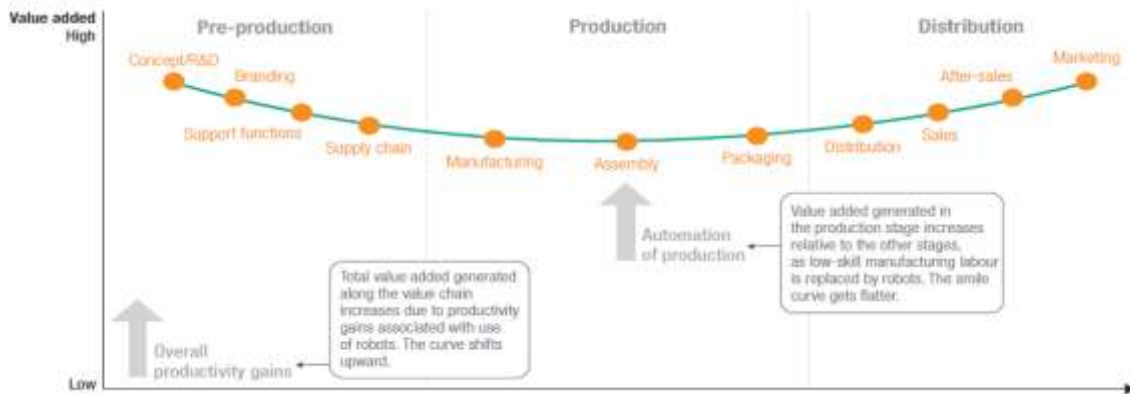 Value added
High
Pre-production
Production
Distribution
Concept/R&D
Branding
Support functions
Supply chain
Manufacturing
Assembly
Packaging
Distribution
Sales
After-sales
Marketing
Automation
of production
Value added generated in
the production stage increases
relative to the other stages,
as low-skill manufacturing labour
is replaced by robots. The smile
curve gets flatter.
Total value added generated
along the value chain
increases due to productivity
gains associated with use
of robots. The curve shifts
upward.
Overall
productivity gains
Low